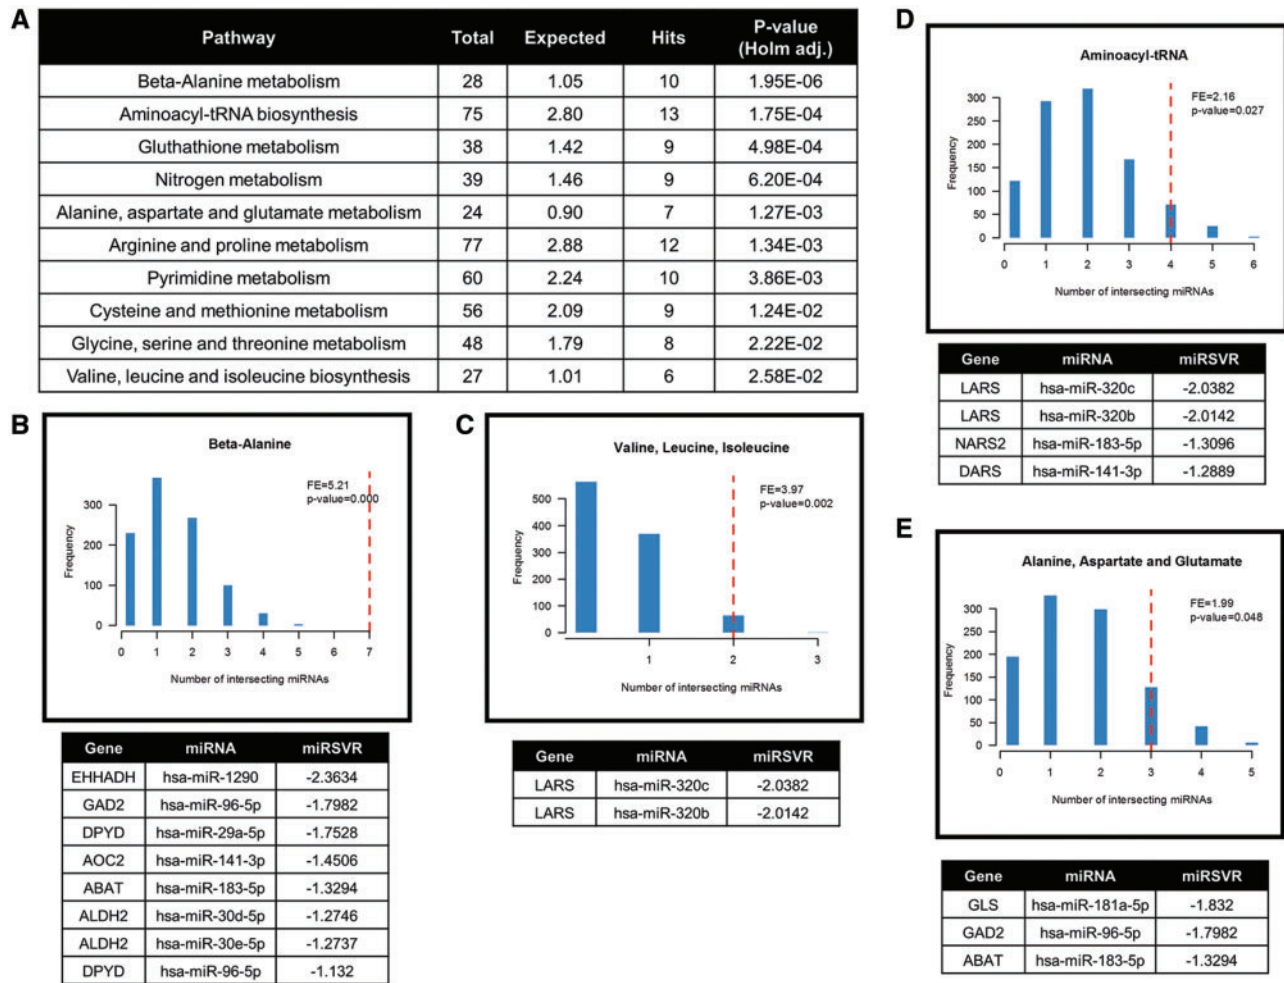 A
Pathway Total Expected Hits P-value (Holm adj.)
Beta-Alanine metabolism 28 1.05 10 1.95E-06
Aminoacyl-tRNA biosynthesis 75 2.80 13 1.75E-04
Gluthathione metabolism 38 1.42 9 4.98E-04
Nitrogen metabolism 39 1.46 9 6.20E-04
Alanine, aspartate and glutamate metabolism 24 0.90 7 1.27E-03
Arginine and proline metabolism 77 2.88 12 1.34E-03
Pyrimidine metabolism 60 2.24 10 3.86E-03
Cysteine and methionine metabolism 56 2.09 9 1.24E-02
Glycine, serine and threonine metabolism 48 1.79 8 2.22E-02
Valine, leucine and isoleucine biosynthesis 27 1.01 6 2.58E-02
B
Beta-Alanine
FE=5.21
p-value=0.000
Frequency
300
200
100
0
0 1 2 3 4 5 6 7
Number of intersecting miRNAs
Gene miRNA miRSVR
EHHADH hsa-miR-1290 -2.3634
GAD2 hsa-miR-96-5p -1.7982
DPYD hsa-miR-29a-5p -1.7528
AOC2 hsa-miR-141-3p -1.4506
ABAT hsa-miR-183-5p -1.3294
ALDH2 hsa-miR-30d-5p -1.2746
ALDH2 hsa-miR-30e-5p -1.2737
DPYD hsa-miR-96-5p -1.132
C
Valine, Leucine, Isoleucine
FE=3.97
p-value=0.002
Frequency
500
400
300
200
100
0
1 2 3
Number of intersecting miRNAs
Gene miRNA miRSVR
LARS hsa-miR-320c -2.0382
LARS hsa-miR-320b -2.0142
D
Aminoacyl-tRNA
FE=2.16
p-value=0.027
Frequency
300
250
200
150
100
50
0
0 1 2 3 4 5 6
Number of intersecting miRNAs
Gene miRNA miRSVR
LARS hsa-miR-320c -2.0382
LARS hsa-miR-320b -2.0142
NARS2 hsa-miR-183-5p -1.3096
DARS hsa-miR-141-3p -1.2889
E
Alanine, Aspartate and Glutamate
FE=1.99
p-value=0.048
Frequency
300
250
200
150
100
50
0
0 1 2 3 4 5
Number of intersecting miRNAs
Gene miRNA miRSVR
GLS hsa-miR-181a-5p -1.832
GAD2 hsa-miR-96-5p -1.7982
ABAT hsa-miR-183-5p -1.3294